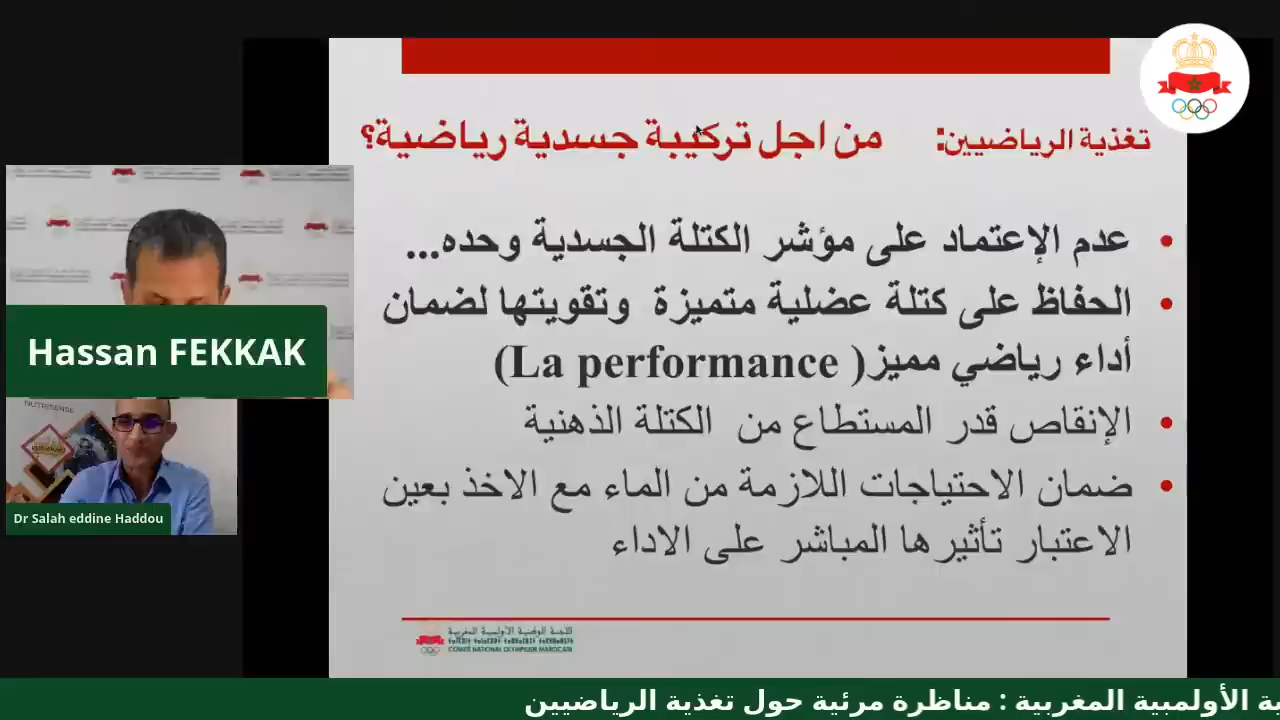 تغذية الرياضيين: من اجل تركيبة جسدية رياضية؟
• عدم الإعتماد على مؤشر الكتلة الجسدية وحده...
• الحفاظ على كتلة عضلية متميزة وتقويتها لضمان
أداء رياضي مميز( La performance)
• الإنقاص قدر المستطاع من الكتلة الذهنية
• ضمان الاحتياجات اللازمة من الماء مع الاخذ بعين
الاعتبار تأثيرها المباشر على الاداء
Hassan FEKKAK
NUTRISENSE
Dr Salah eddine Haddou
اللجنة الوطنية الأولمبية المغربية
COMITÉ NATIONAL OLYMPIQUE MAROCAIN
ية الأولمبية المغربية : مناظرة مرئية حول تغذية الرياضيين